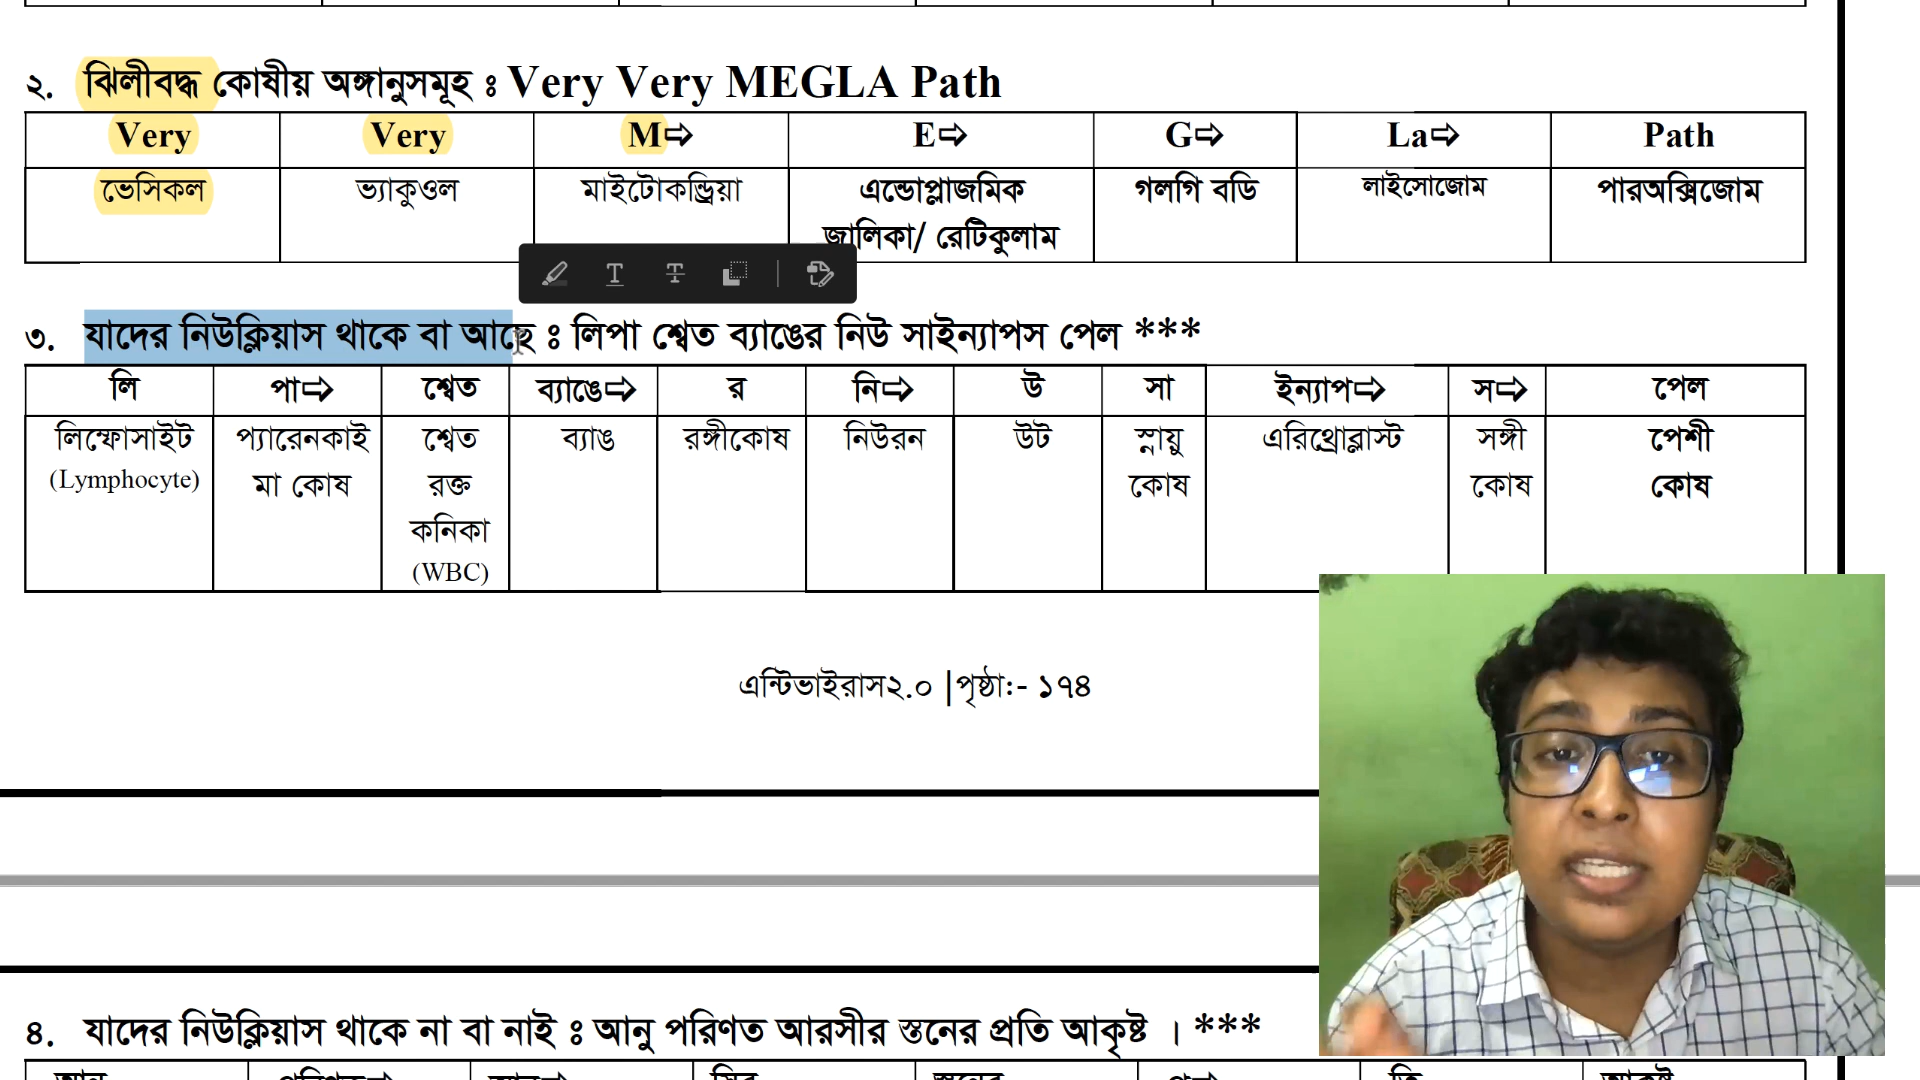 ২. ঝিলীবদ্ধ কোষীয় অঙ্গানুসমূহ ঃ Very Very MEGLA Path
Very Very M⇨ E⇨ G⇨ La⇨ Path
ভেসিকল ভ্যাকুওল মাইটোকন্ড্রিয়া এন্ডোপ্লাজমিক জালিকা/ রেটিকুলাম গলগি বডি লাইসোজোম পারঅক্সিজোম
৩. যাদের নিউক্লিয়াস থাকে বা আছে ঃ লিপা শ্বেত ব্যাঙের নিউ সাইন্যাপস পেল ***
লি পা⇨ শ্বেত ব্যাঙে⇨ র নি⇨ উ সা ইন্যাপ⇨ স⇨ পেল
লিম্ফোসাইট (Lymphocyte) প্যারেনকাইমা কোষ শ্বেত রক্ত কনিকা (WBC) ব্যাঙ রঙ্গীকোষ নিউরন উট স্নায়ু কোষ এরিথ্রোব্লাস্ট সঙ্গী কোষ পেশী কোষ
এন্টিভাইরাস২.০ |পৃষ্ঠাঃ- ১৭৪
৪. যাদের নিউক্লিয়াস থাকে না বা নাই ঃ আনু পরিণত আরসীর স্তনের প্রতি আকৃষ্ট । ***